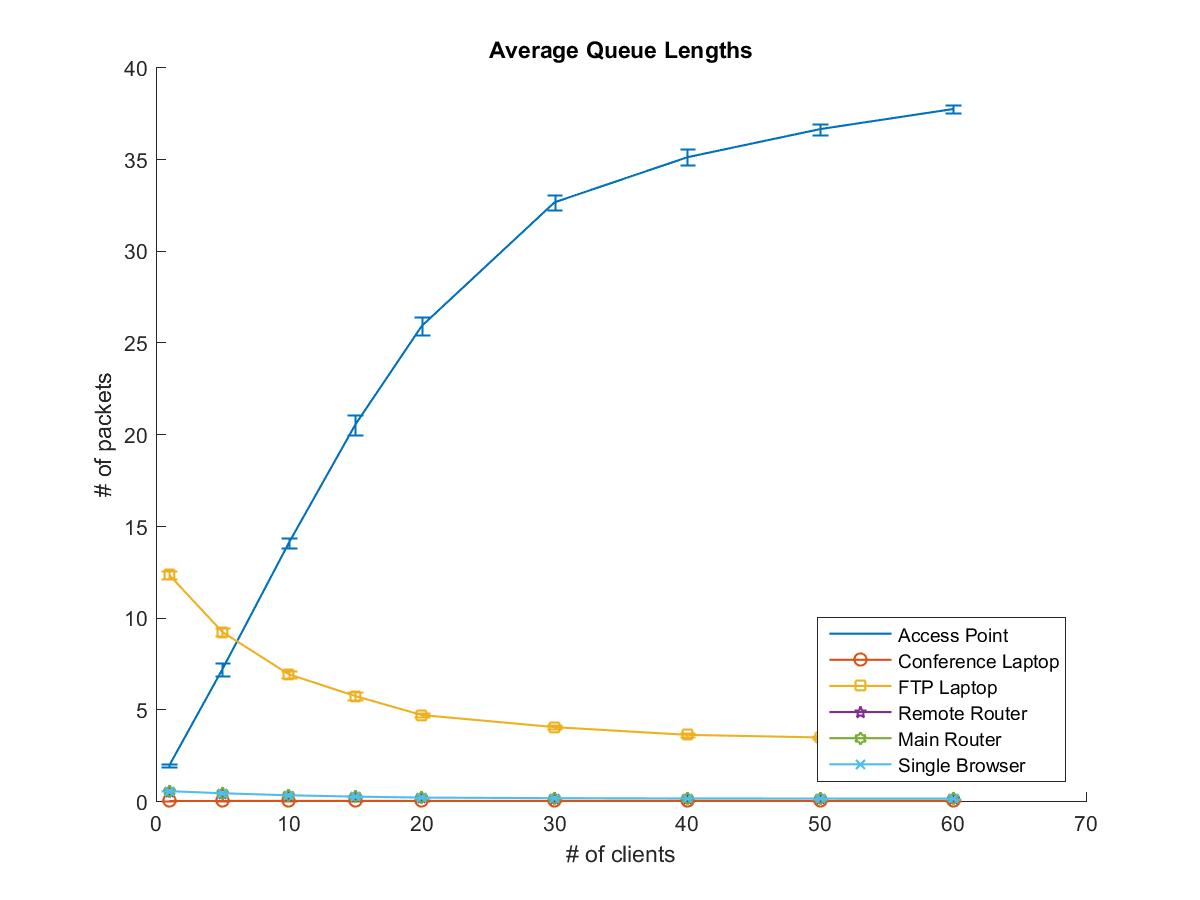 Average Queue Lengths
40
35
30
25
20
15
10
5
0
# of packets
0 10 20 30 40 50 60 70
# of clients
Access Point
Conference Laptop
FTP Laptop
Remote Router
Main Router
Single Browser